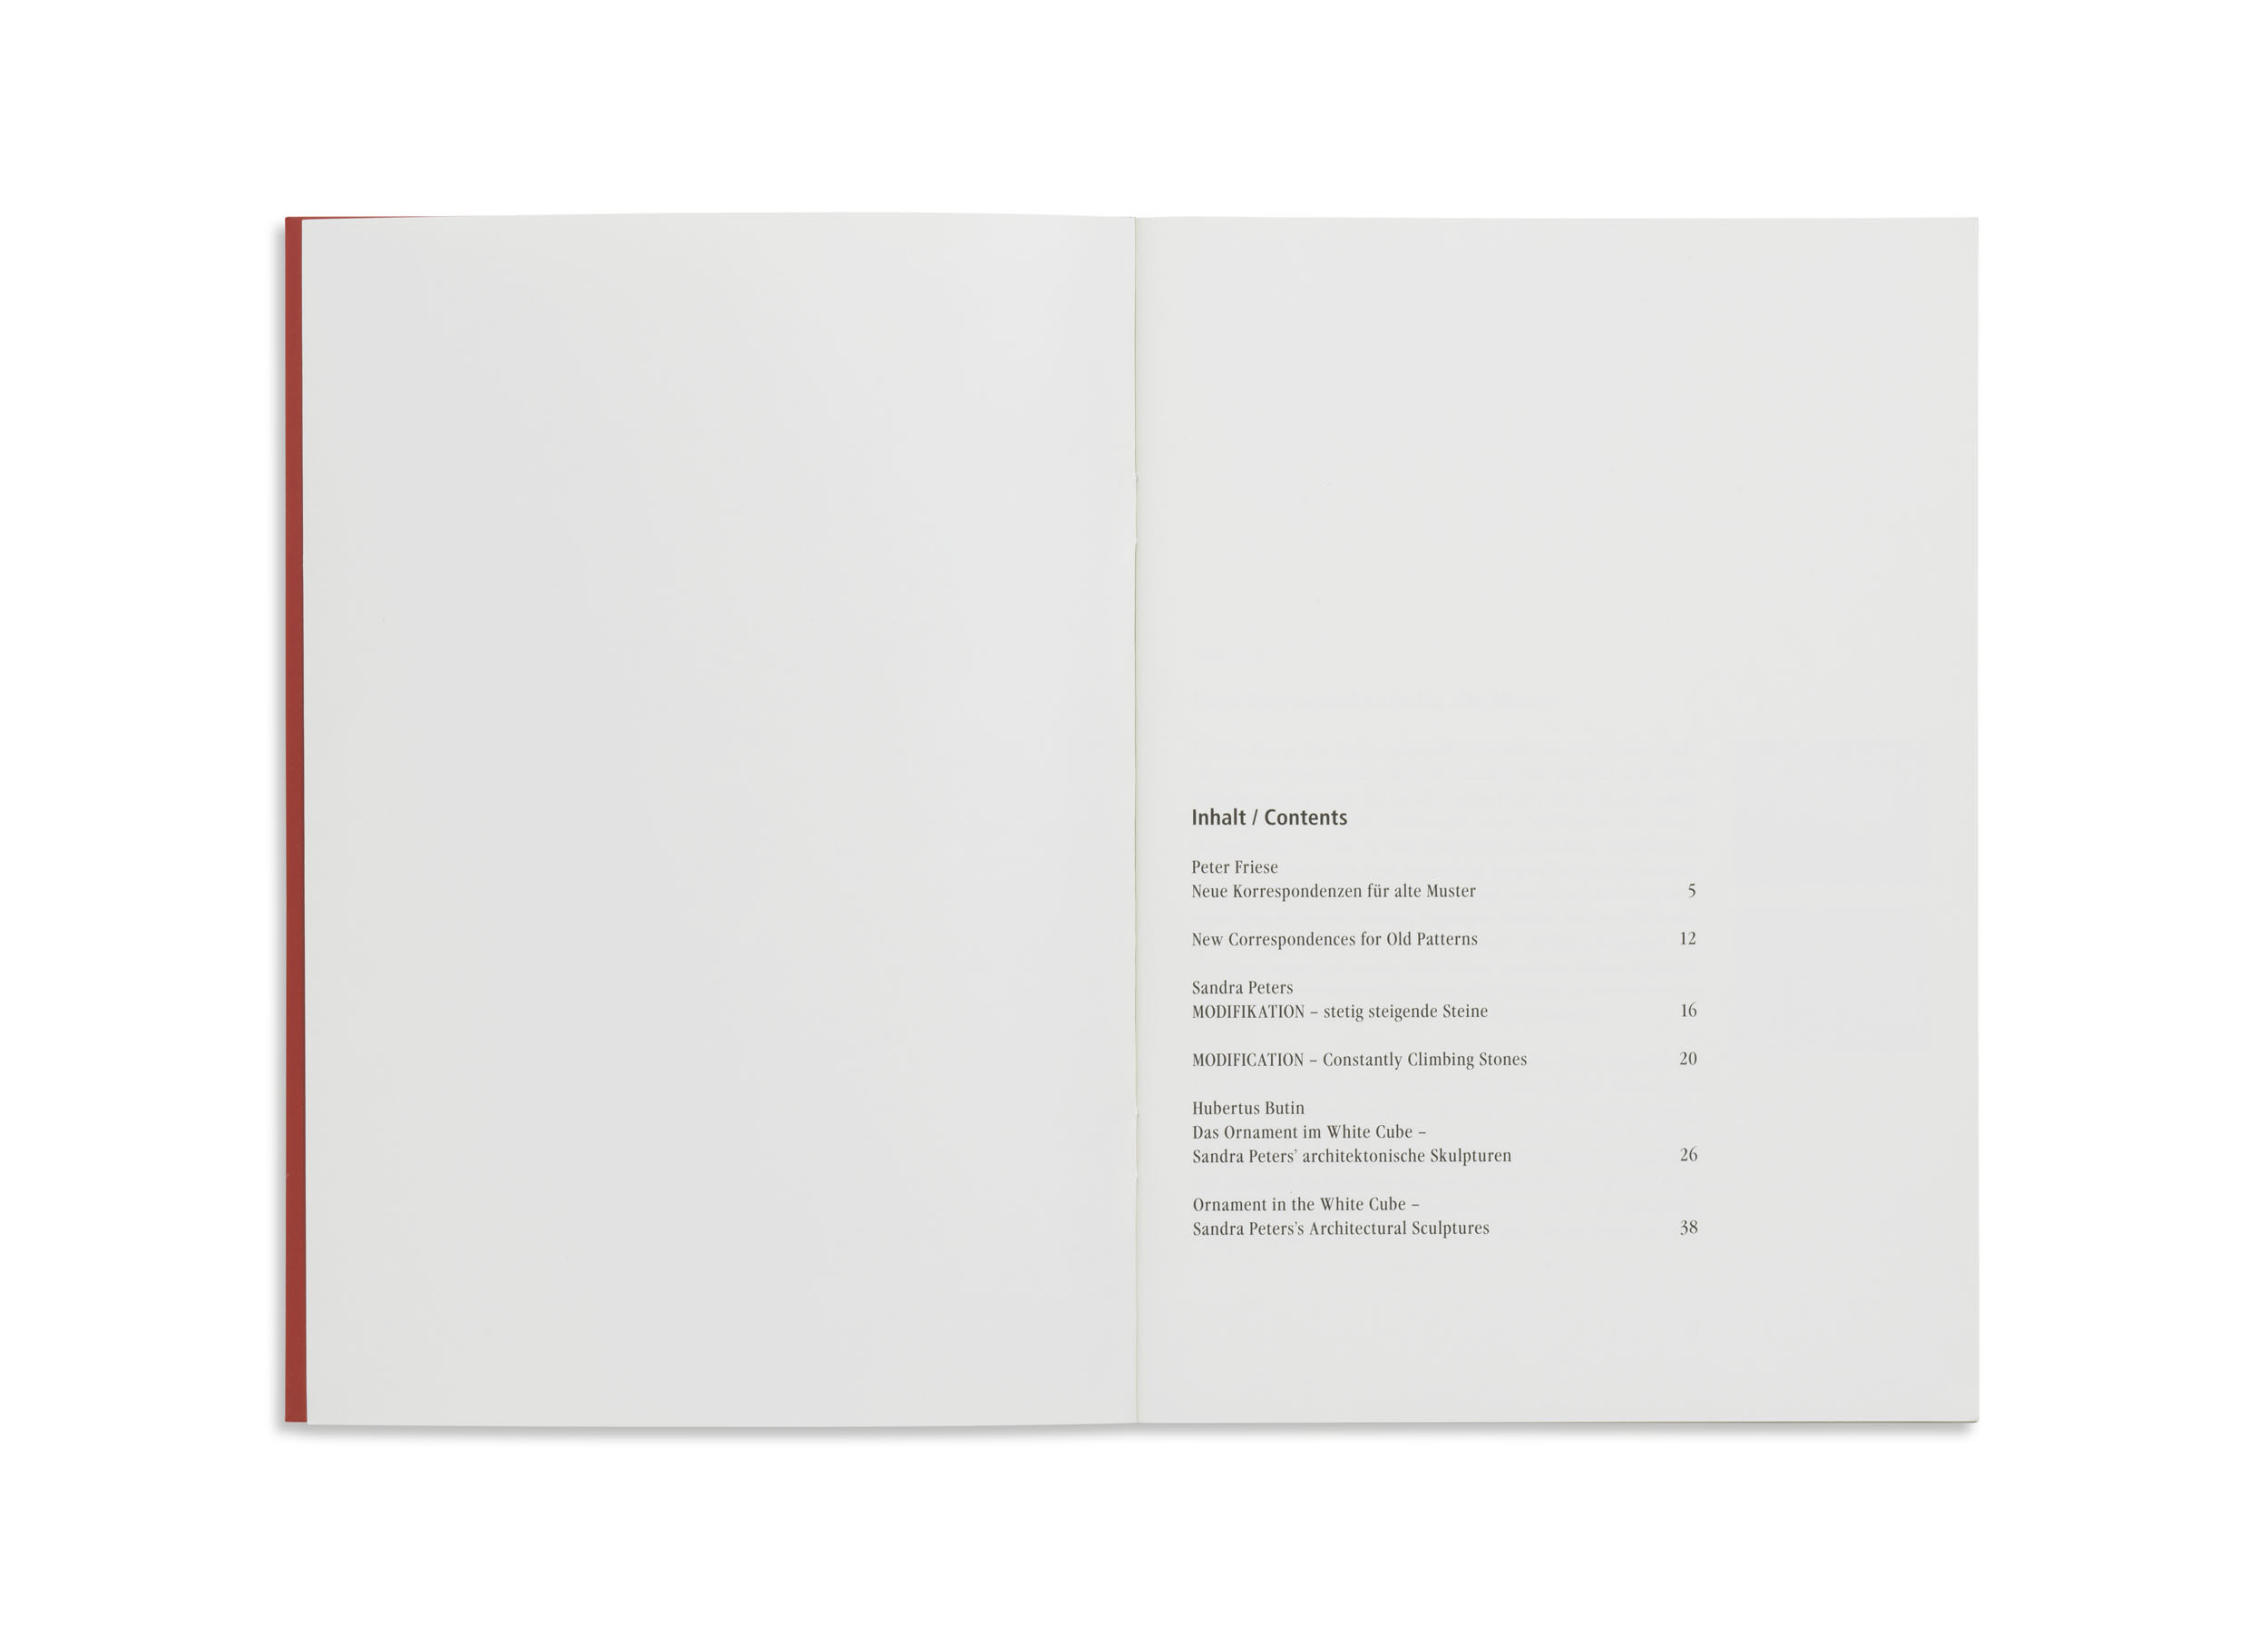 Inhalt / Contents
Peter Friese
Neue Korrespondenzen für alte Muster 5
New Correspondences for Old Patterns 12
Sandra Peters
MODIFIKATION – stetig steigende Steine 16
MODIFICATION – Constantly Climbing Stones 20
Hubertus Butin
Das Ornament im White Cube –
Sandra Peters’ architektonische Skulpturen 26
Ornament in the White Cube –
Sandra Peters’s Architectural Sculptures 38